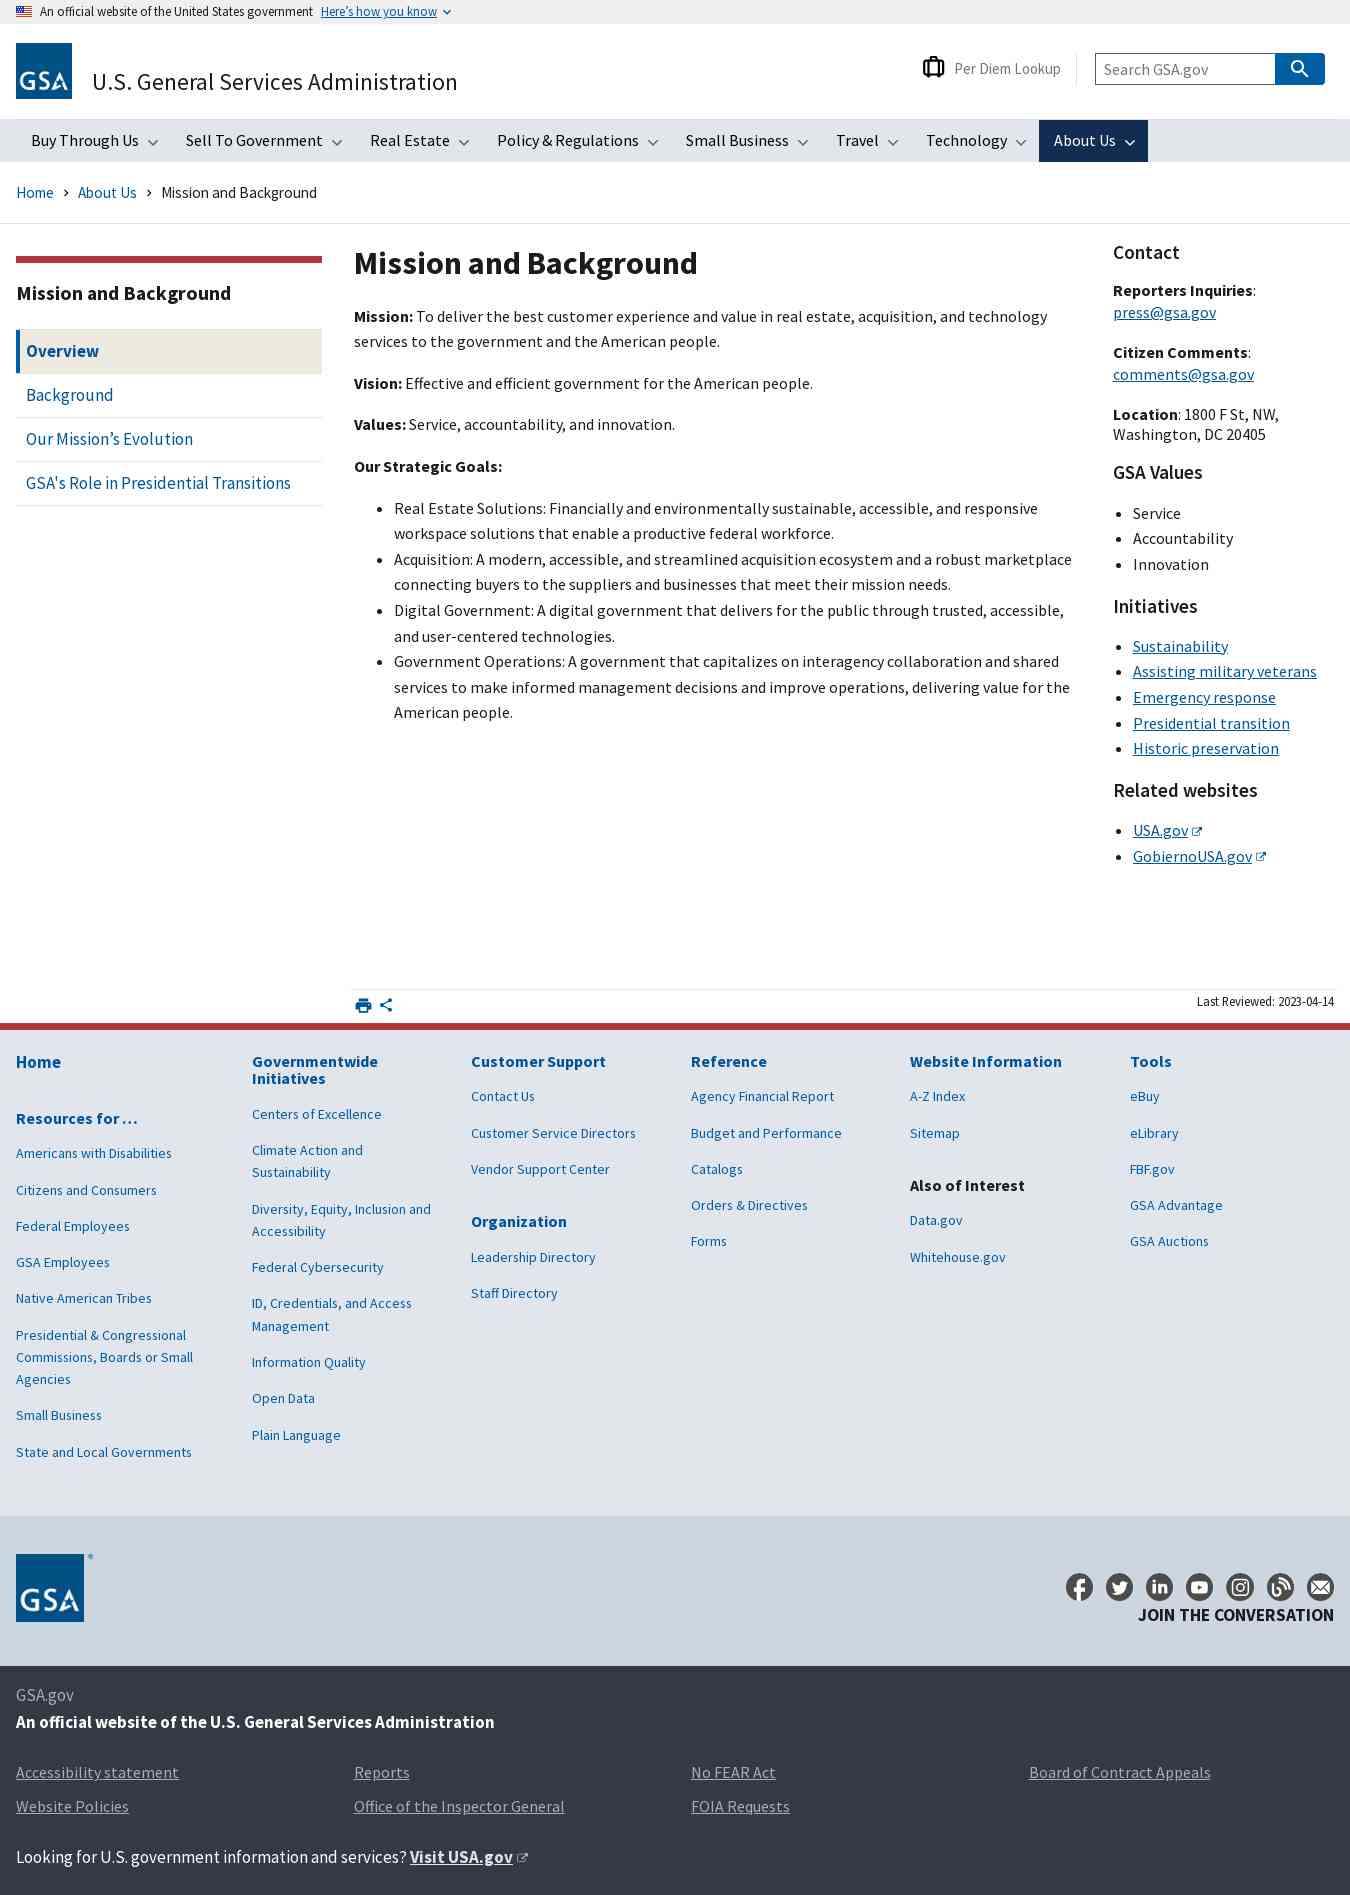 An official website of the United States government Here's how you know
GSA
U.S. General Services Administration
Per Diem Lookup
Search GSA.gov
Buy Through Us
Sell To Government
Real Estate
Policy & Regulations
Small Business
Travel
Technology
About Us
Home
About Us
Mission and Background
Mission and Background
Overview
Background
Our Mission’s Evolution
GSA's Role in Presidential Transitions
Mission and Background
Mission: To deliver the best customer experience and value in real estate, acquisition, and technology
services to the government and the American people.
Vision: Effective and efficient government for the American people.
Values: Service, accountability, and innovation.
Our Strategic Goals:
• Real Estate Solutions: Financially and environmentally sustainable, accessible, and responsive
workspace solutions that enable a productive federal workforce.
• Acquisition: A modern, accessible, and streamlined acquisition ecosystem and a robust marketplace
connecting buyers to the suppliers and businesses that meet their mission needs.
• Digital Government: A digital government that delivers for the public through trusted, accessible,
and user-centered technologies.
• Government Operations: A government that capitalizes on interagency collaboration and shared
services to make informed management decisions and improve operations, delivering value for the
American people.
Contact
Reporters Inquiries:
press@gsa.gov
Citizen Comments:
comments@gsa.gov
Location: 1800 F St, NW,
Washington, DC 20405
GSA Values
• Service
• Accountability
• Innovation
Initiatives
• Sustainability
• Assisting military veterans
• Emergency response
• Presidential transition
• Historic preservation
Related websites
• USA.gov
• GobiernoUSA.gov
Last Reviewed: 2023-04-14
Home
Resources for …
Americans with Disabilities
Citizens and Consumers
Federal Employees
GSA Employees
Native American Tribes
Presidential & Congressional
Commissions, Boards or Small
Agencies
Small Business
State and Local Governments
Governmentwide
Initiatives
Centers of Excellence
Climate Action and
Sustainability
Diversity, Equity, Inclusion and
Accessibility
Federal Cybersecurity
ID, Credentials, and Access
Management
Information Quality
Open Data
Plain Language
Customer Support
Contact Us
Customer Service Directors
Vendor Support Center
Organization
Leadership Directory
Staff Directory
Reference
Agency Financial Report
Budget and Performance
Catalogs
Orders & Directives
Forms
Website Information
A-Z Index
Sitemap
Also of Interest
Data.gov
Whitehouse.gov
Tools
eBuy
eLibrary
FBF.gov
GSA Advantage
GSA Auctions
GSA ®
JOIN THE CONVERSATION
GSA.gov
An official website of the U.S. General Services Administration
Accessibility statement
Website Policies
Reports
Office of the Inspector General
No FEAR Act
FOIA Requests
Board of Contract Appeals
Looking for U.S. government information and services? Visit USA.gov